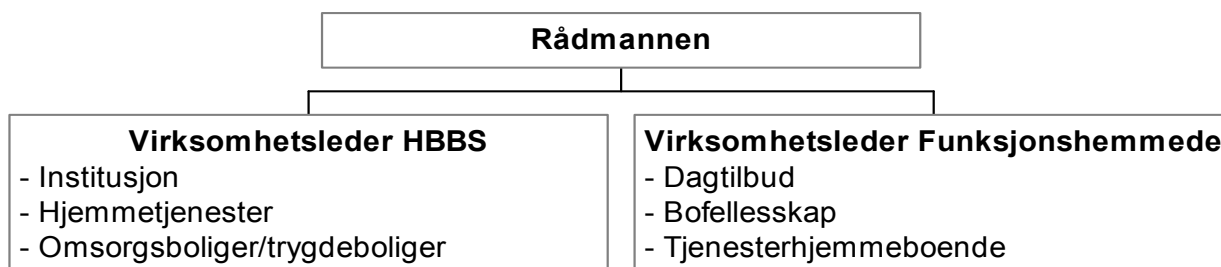 Rådmannen
Virksomhetsleder HBBS
- Institusjon
- Hjemmetjenester
- Omsorgsboliger/trygdeboliger
Virksomhetsleder Funksjonshemmede
- Dagtilbud
- Bofellesskap
- Tjenesterhjemmeboende